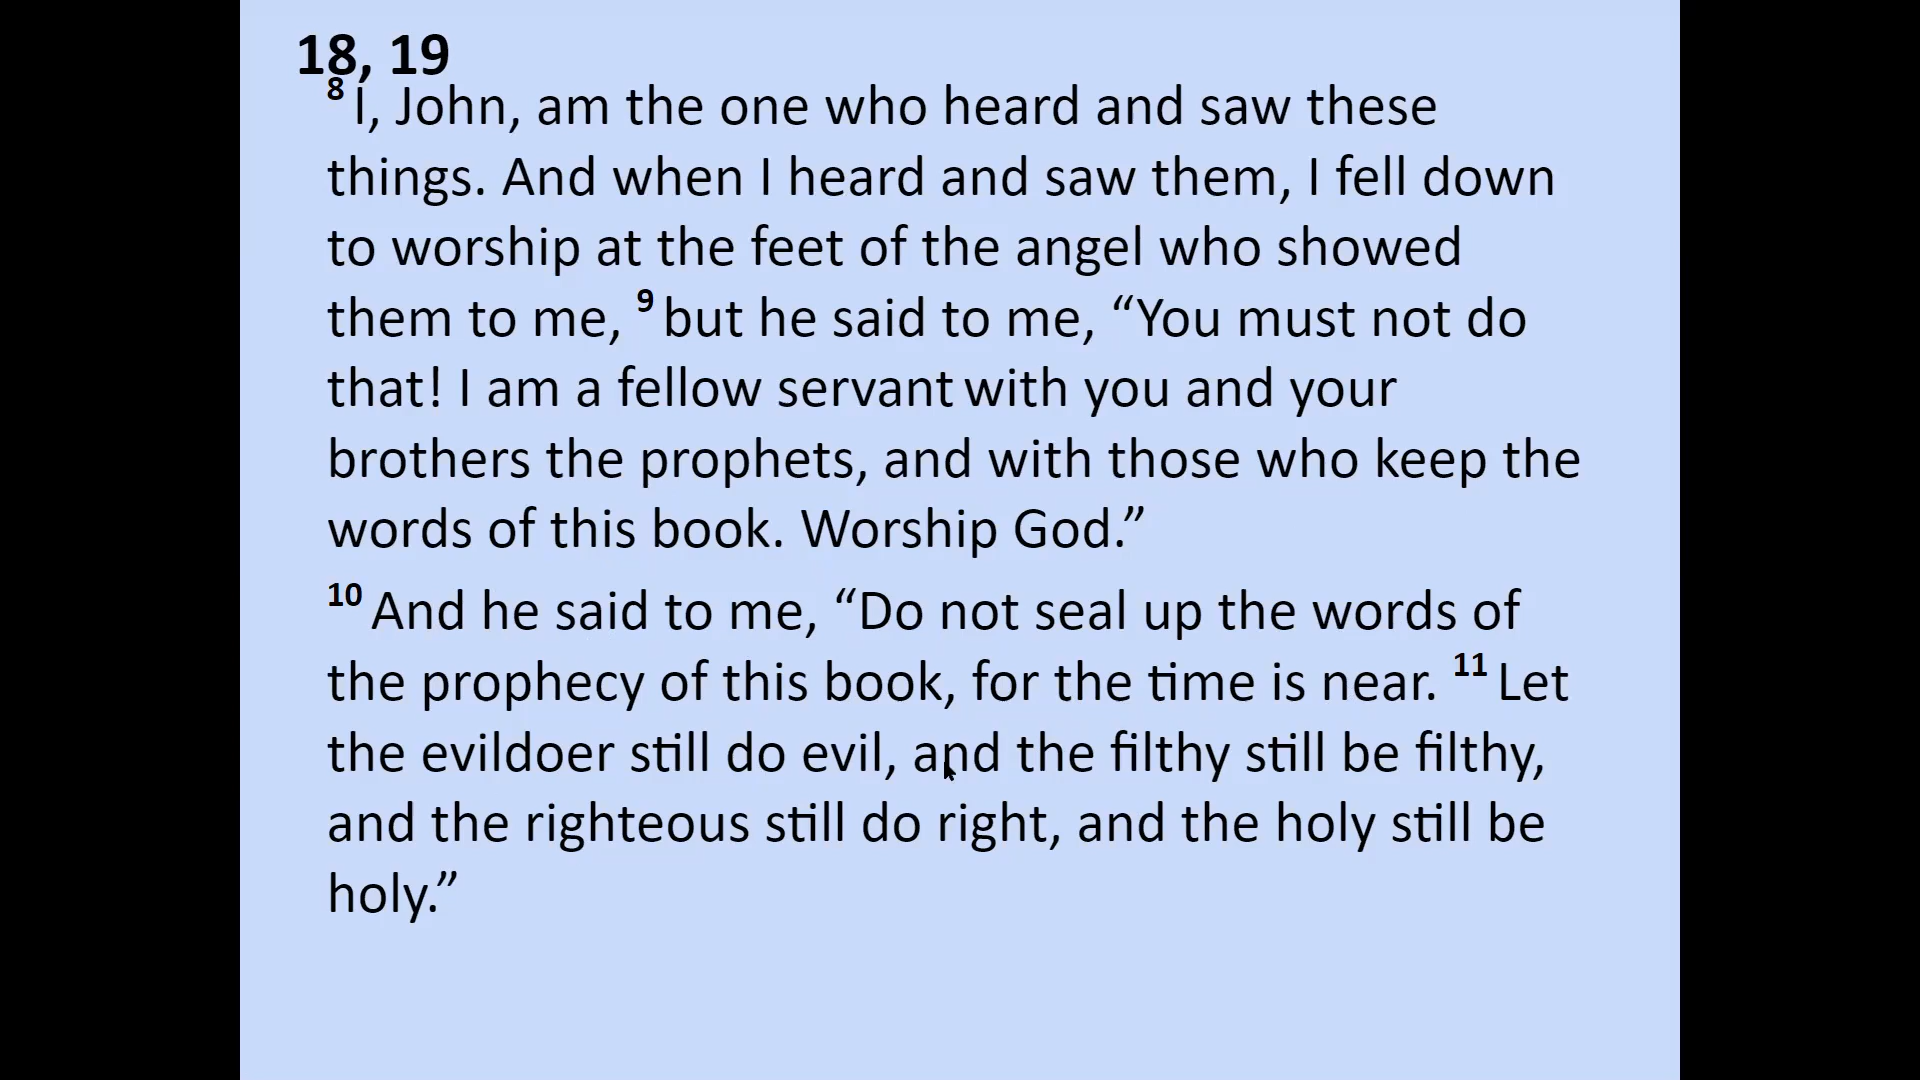 18, 19
8 I, John, am the one who heard and saw these
things. And when I heard and saw them, I fell down
to worship at the feet of the angel who showed
them to me, 9 but he said to me, “You must not do
that! I am a fellow servant with you and your
brothers the prophets, and with those who keep the
words of this book. Worship God.”
10 And he said to me, “Do not seal up the words of
the prophecy of this book, for the time is near. 11 Let
the evildoer still do evil, and the filthy still be filthy,
and the righteous still do right, and the holy still be
holy.”